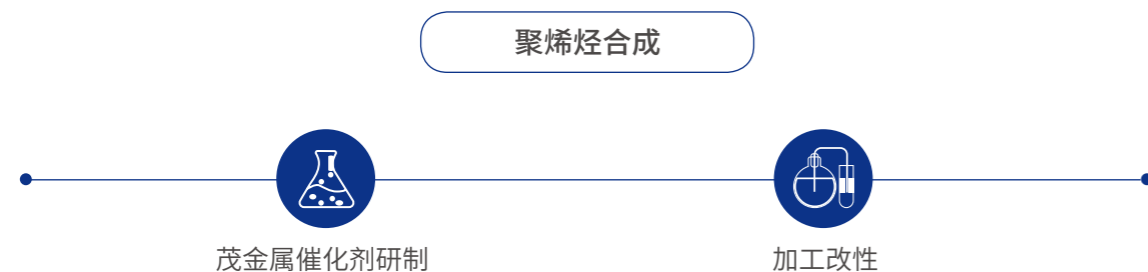 聚烯烃合成
茂金属催化剂研制
加工改性